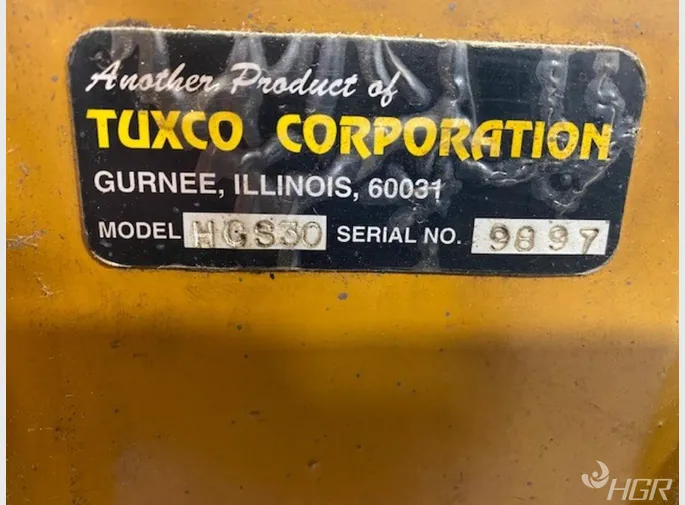 Another Product of
TUXCO CORPORATION
GURNEE, ILLINOIS, 60031
MODEL HGS30 SERIAL NO. 9897
HGR